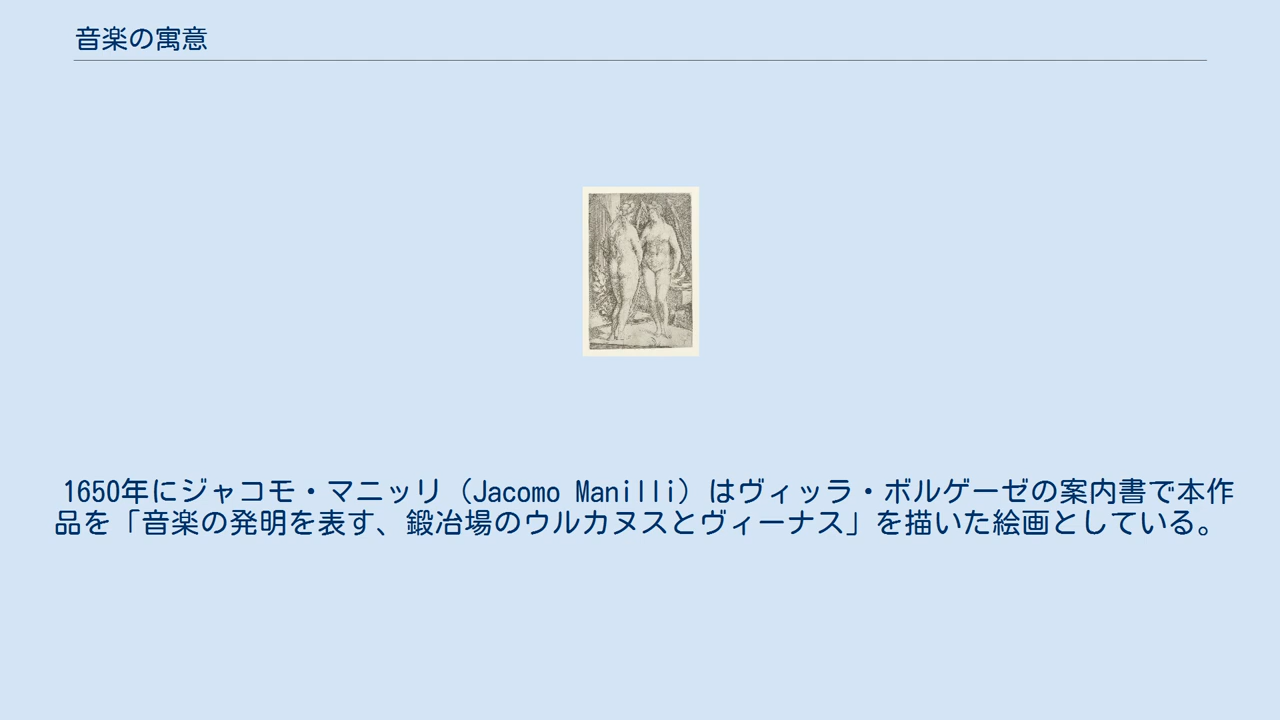 音楽の寓意
1650年にジャコモ・マニッリ（Jacomo Manilli）はヴィッラ・ボルゲーゼの案内書で本作
品を「音楽の発明を表す、鍛冶場のウルカヌスとヴィーナス」を描いた絵画としている。